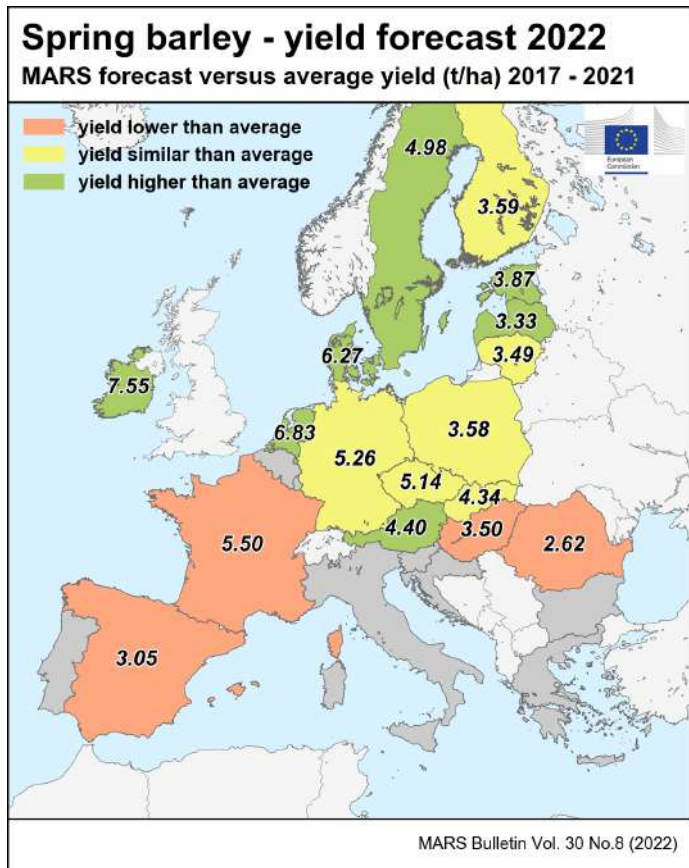 Spring barley - yield forecast 2022
MARS forecast versus average yield (t/ha) 2017 - 2021
yield lower than average
yield similar than average
yield higher than average
European
Commission
4.98
3.59
3.87
3.33
3.49
6.27
7.55
6.83
5.26
3.58
5.14
4.34
4.40
3.50
2.62
5.50
3.05
MARS Bulletin Vol. 30 No.8 (2022)